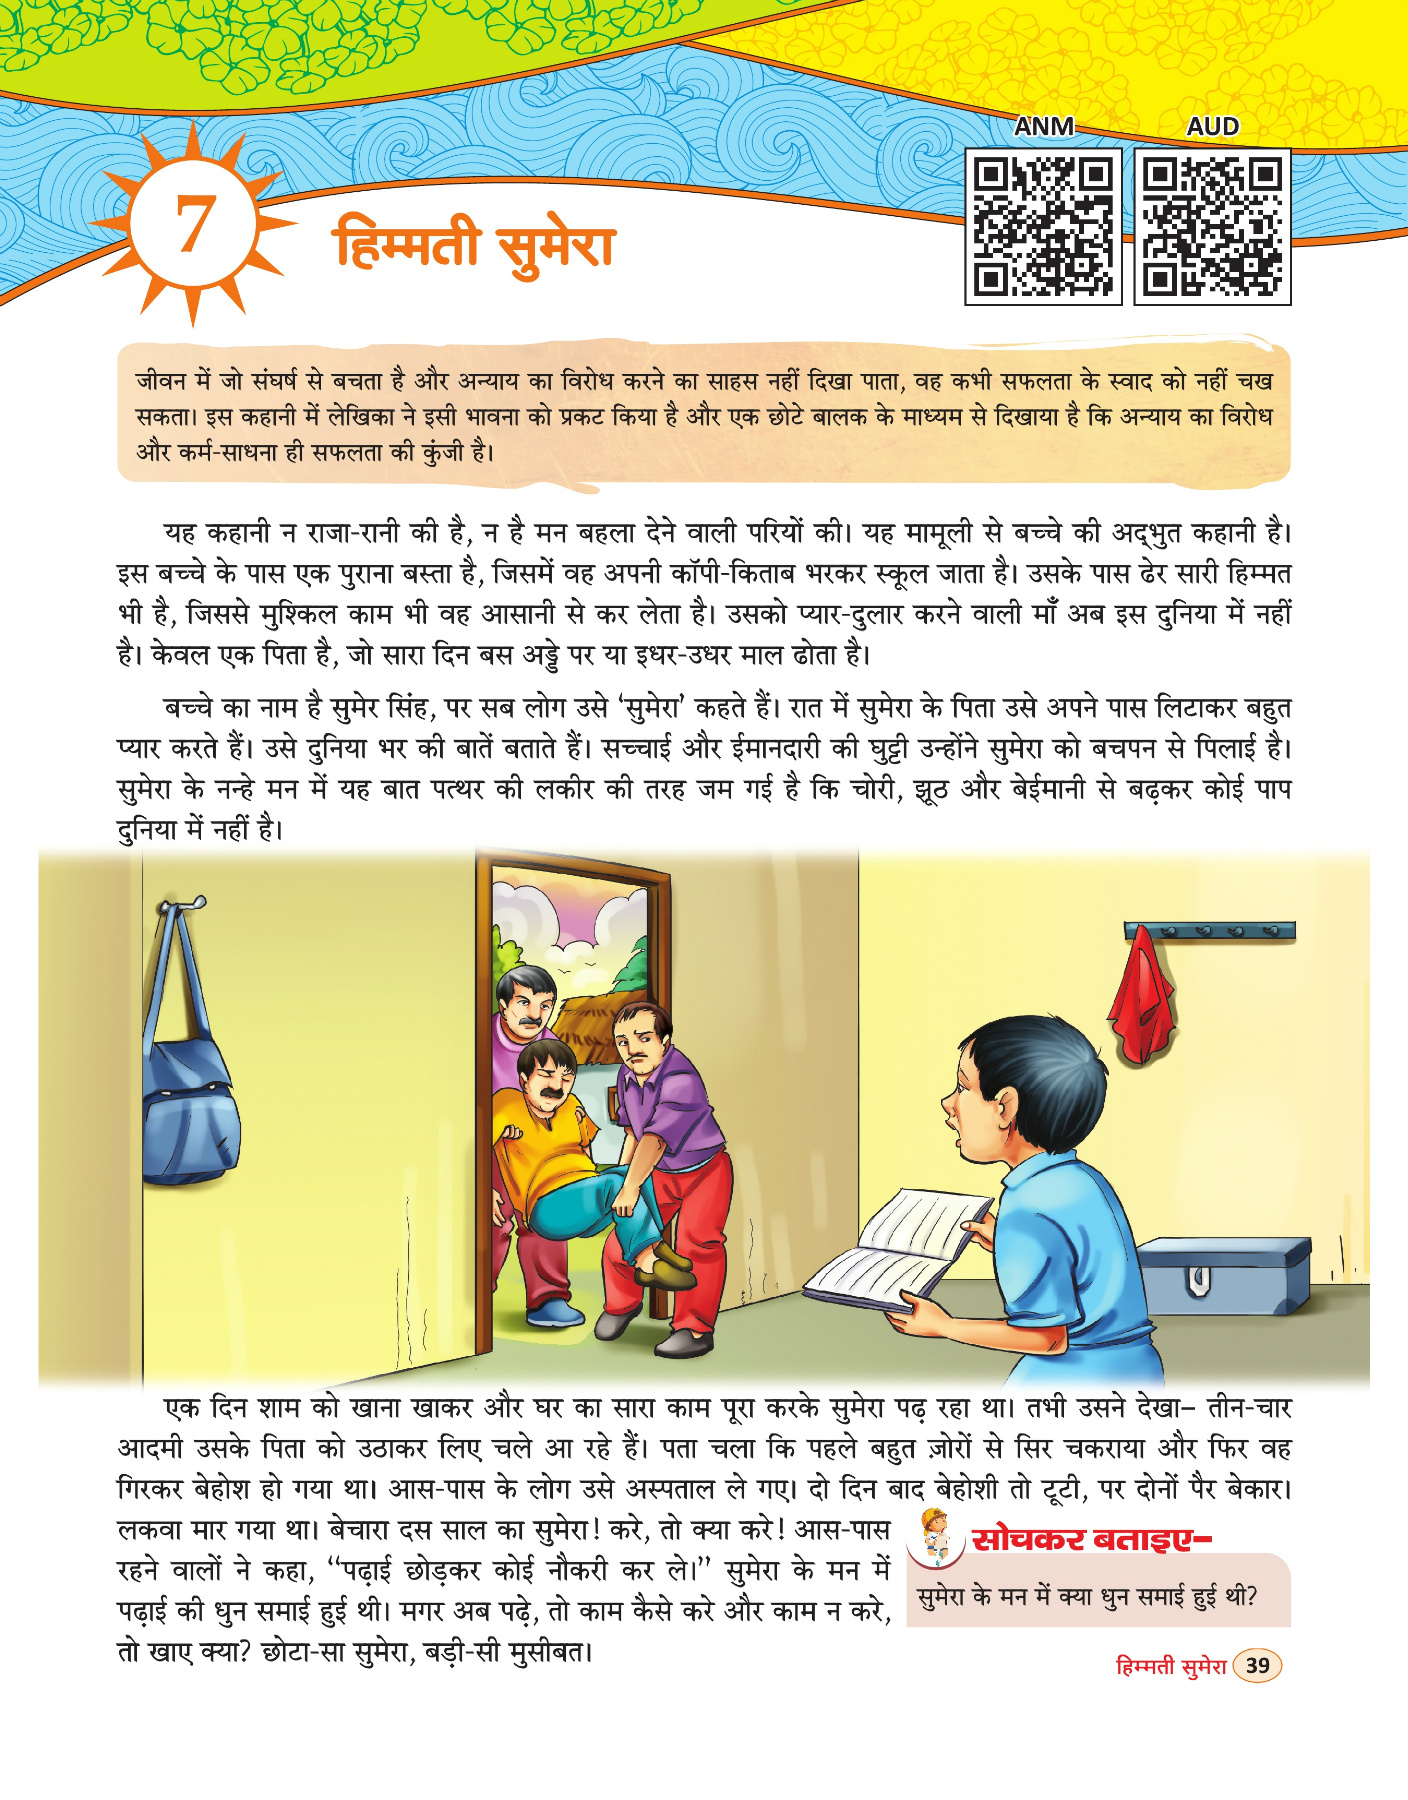 ANM
AUD
7
हिम्मती सुमेरा
जीवन में जो संघर्ष से बचता है और अन्याय का विरोध करने का साहस नहीं दिखा पाता, वह कभी सफलता के स्वाद को नहीं चख
सकता। इस कहानी में लेखिका ने इसी भावना को प्रकट किया है और एक छोटे बालक के माध्यम से दिखाया है कि अन्याय का विरोध
और कर्म-साधना ही सफलता की कुंजी है।
यह कहानी न राजा-रानी की है, न है मन बहला देने वाली परियों की। यह मामूली से बच्चे की अद्‌भुत कहानी है।
इस बच्चे के पास एक पुराना बस्ता है, जिसमें वह अपनी कॉपी-किताब भरकर स्कूल जाता है। उसके पास ढेर सारी हिम्मत
भी है, जिससे मुश्किल काम भी वह आसानी से कर लेता है। उसको प्यार-दुलार करने वाली माँ अब इस दुनिया में नहीं
है। केवल एक पिता है, जो सारा दिन बस अड्डे पर या इधर-उधर माल ढोता है।
बच्चे का नाम है सुमेर सिंह, पर सब लोग उसे ‘सुमेरा’ कहते हैं। रात में सुमेरा के पिता उसे अपने पास लिटाकर बहुत
प्यार करते हैं। उसे दुनिया भर की बातें बताते हैं। सच्चाई और ईमानदारी की घुट्टी उन्होंने सुमेरा को बचपन से पिलाई है।
सुमेरा के नन्हे मन में यह बात पत्थर की लकीर की तरह जम गई है कि चोरी, झूठ और बेईमानी से बढ़कर कोई पाप
दुनिया में नहीं है।
एक दिन शाम को खाना खाकर और घर का सारा काम पूरा करके सुमेरा पढ़ रहा था। तभी उसने देखा– तीन-चार
आदमी उसके पिता को उठाकर लिए चले आ रहे हैं। पता चला कि पहले बहुत ज़ोरों से सिर चकराया और फिर वह
गिरकर बेहोश हो गया था। आस-पास के लोग उसे अस्पताल ले गए। दो दिन बाद बेहोशी तो टूटी, पर दोनों पैर बेकार।
लकवा मार गया था। बेचारा दस साल का सुमेरा! करे, तो क्या करे! आस-पास
रहने वालों ने कहा, “पढ़ाई छोड़कर कोई नौकरी कर ले।” सुमेरा के मन में
पढ़ाई की धुन समाई हुई थी। मगर अब पढ़े, तो काम कैसे करे और काम न करे,
तो खाए क्या? छोटा-सा सुमेरा, बड़ी-सी मुसीबत।
सोचकर बताइए–
सुमेरा के मन में क्या धुन समाई हुई थी?
हिम्मती सुमेरा 39